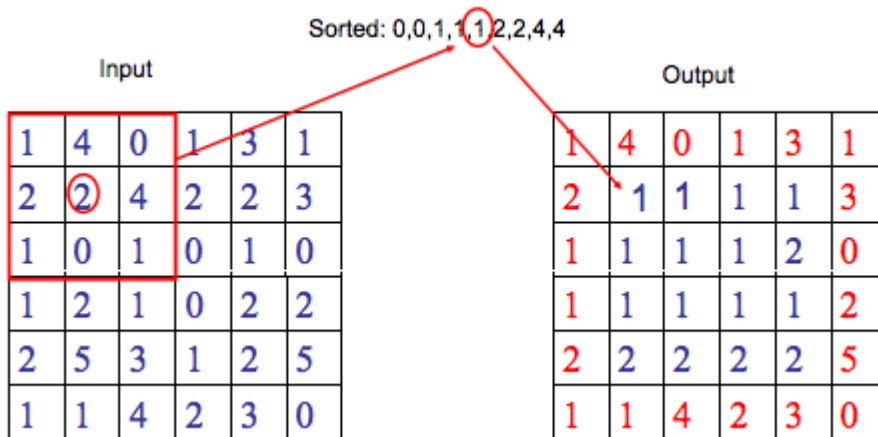 Sorted: 0,0,1,1,1,2,2,4,4
Input
Output
1 4 0 1 3 1
2 2 4 2 2 3
1 0 1 0 1 0
1 2 1 0 2 2
2 5 3 1 2 5
1 1 4 2 3 0
1 4 0 1 3 1
2 1 1 1 1 3
1 1 1 1 2 0
1 1 1 1 1 2
2 2 2 2 2 5
1 1 4 2 3 0